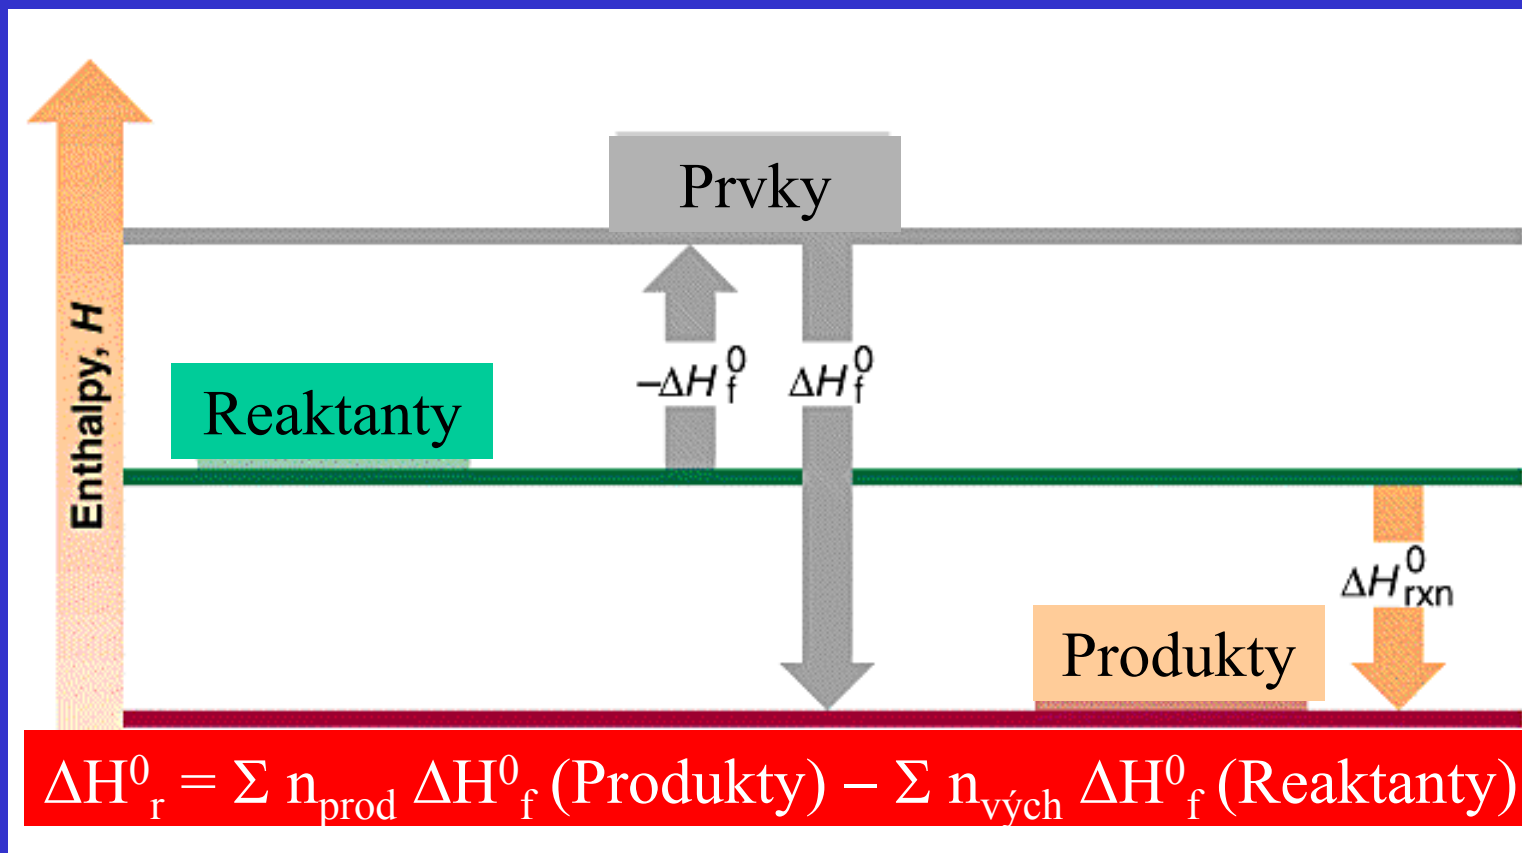 Prvky
Enthalpy, H
–ΔH⁰f
ΔH⁰f
Reaktanty
ΔH⁰rxn
Produkty
ΔH⁰r = Σ nprod ΔH⁰f (Produkty) – Σ nvých ΔH⁰f (Reaktanty)